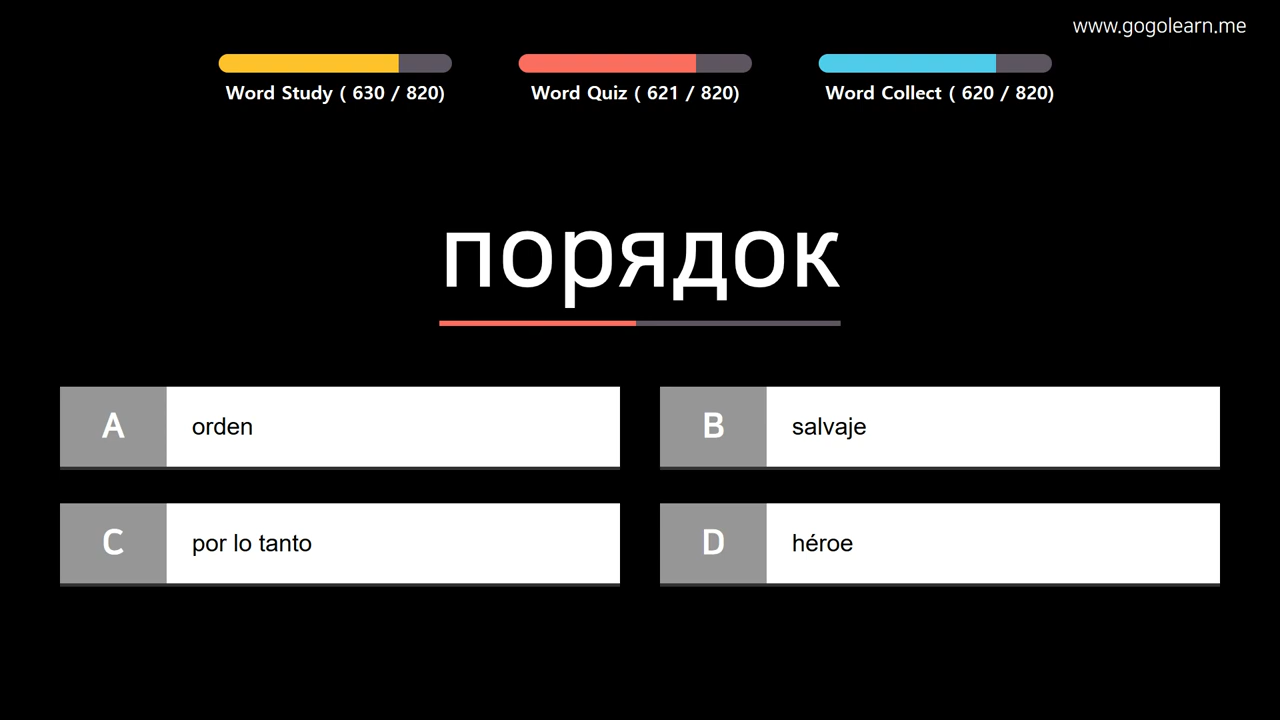 www.gogolearn.me
Word Study ( 630 / 820)
Word Quiz ( 621 / 820)
Word Collect ( 620 / 820)
порядок
A orden
B salvaje
C por lo tanto
D héroe